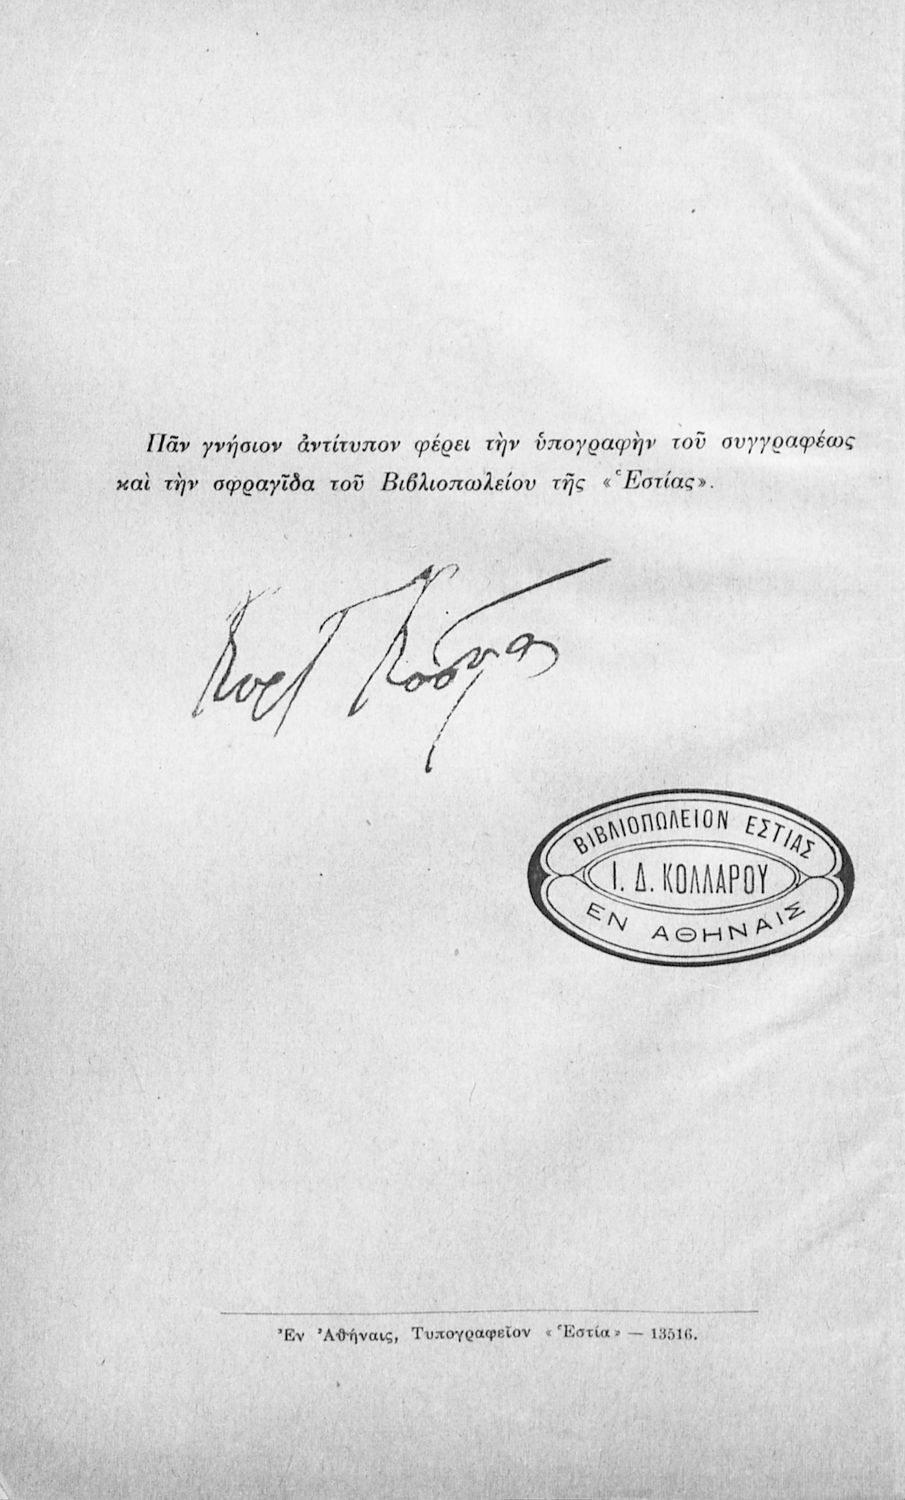 Πᾶν γνήσιον ἀντίτυπον φέρει τὴν ὑπογραφὴν τοῦ συγγραφέως
καὶ τὴν σφραγῖδα τοῦ Βιβλιοπωλείου τῆς «Ἑστίας».
ΒΙΒΛΙΟΠΩΛΕΙΟΝ ΕΣΤΙΑΣ
Ι. Δ. ΚΟΛΛΑΡΟΥ
ΕΝ ΑΘΗΝΑΙΣ
Ἐν Ἀθήναις, Τυπογραφεῖον «Ἑστία» — 13516.